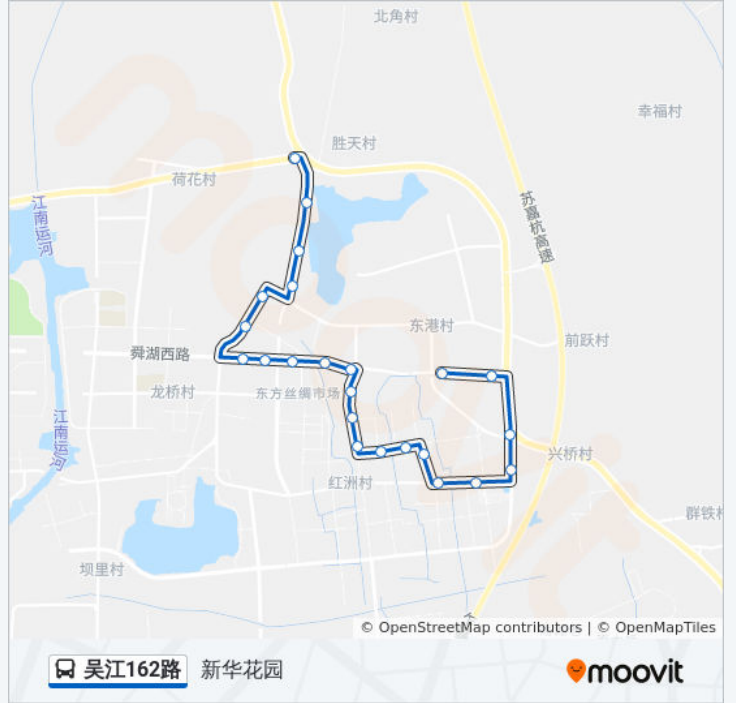 北角村
幸福村
胜天村
荷花村
江南运河
苏嘉杭高速
东港村
前跃村
舜湖西路
龙桥村
东方丝绸市场
江南运河
兴桥村
红洲村
群铁
坝里村
© OpenStreetMap contributors | © OpenMapTiles
吴江162路 新华花园
moovit